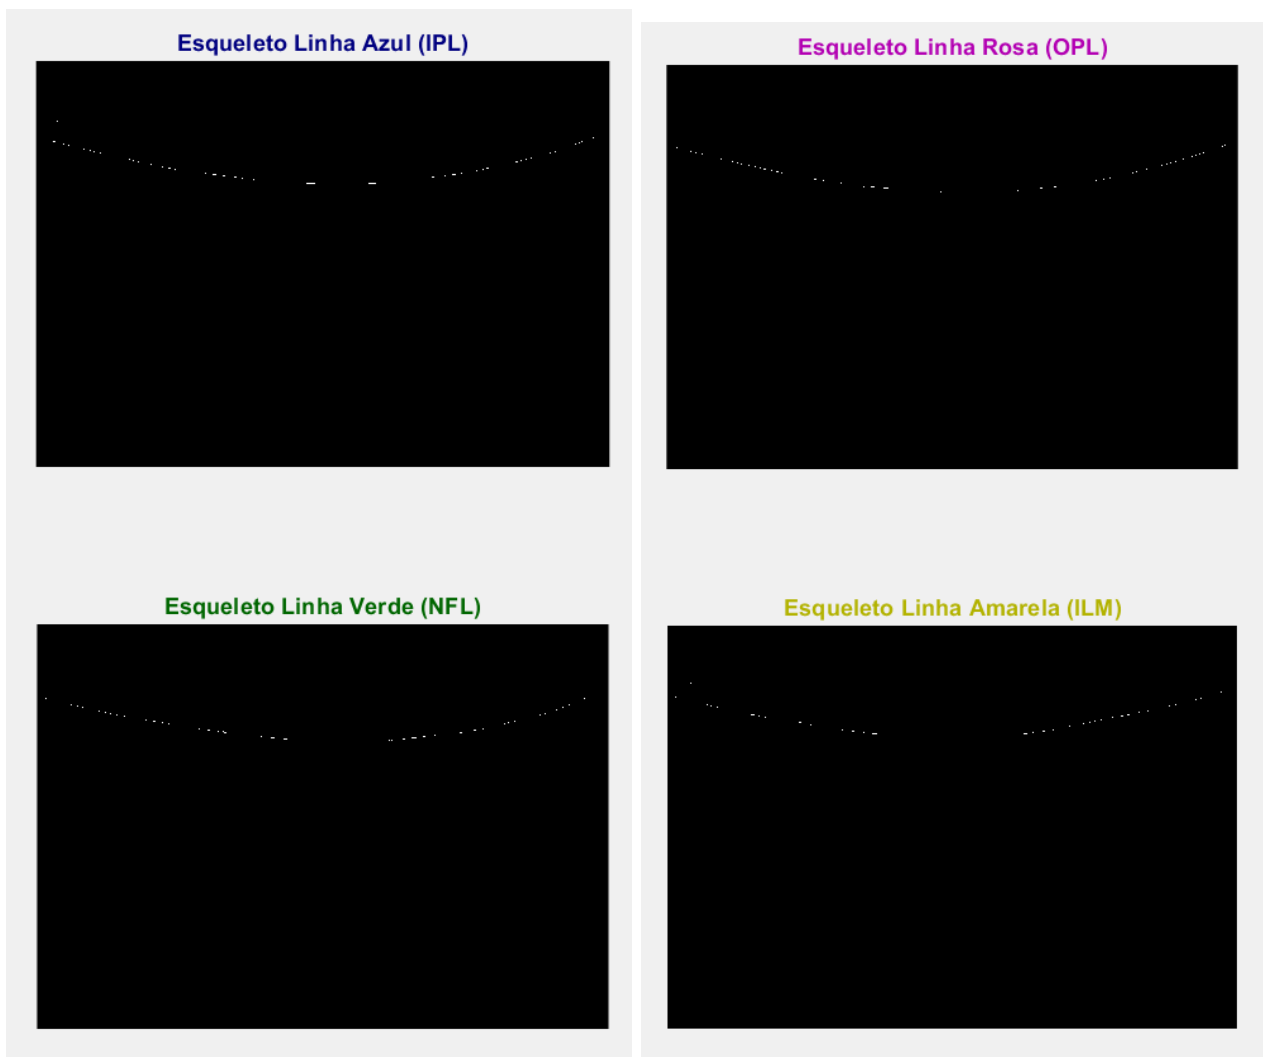 Esqueleto Linha Azul (IPL)
Esqueleto Linha Rosa (OPL)
Esqueleto Linha Verde (NFL)
Esqueleto Linha Amarela (ILM)